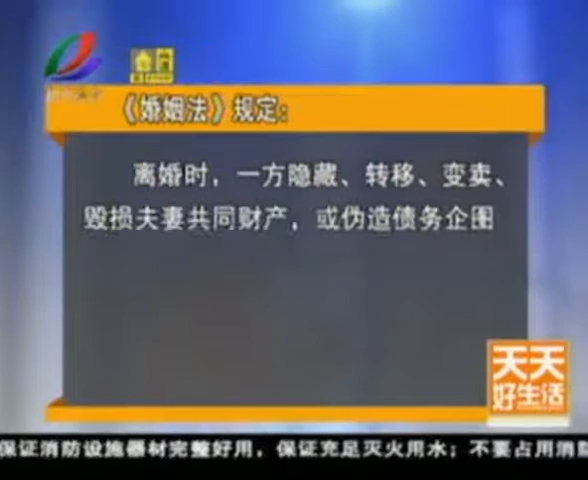 《婚姻法》规定：
离婚时，一方隐藏、转移、变卖、
毁损夫妻共同财产，或伪造债务企图
天天
好生活
保证消防设施器材完整好用，保证充足灭火用水；不要占用消